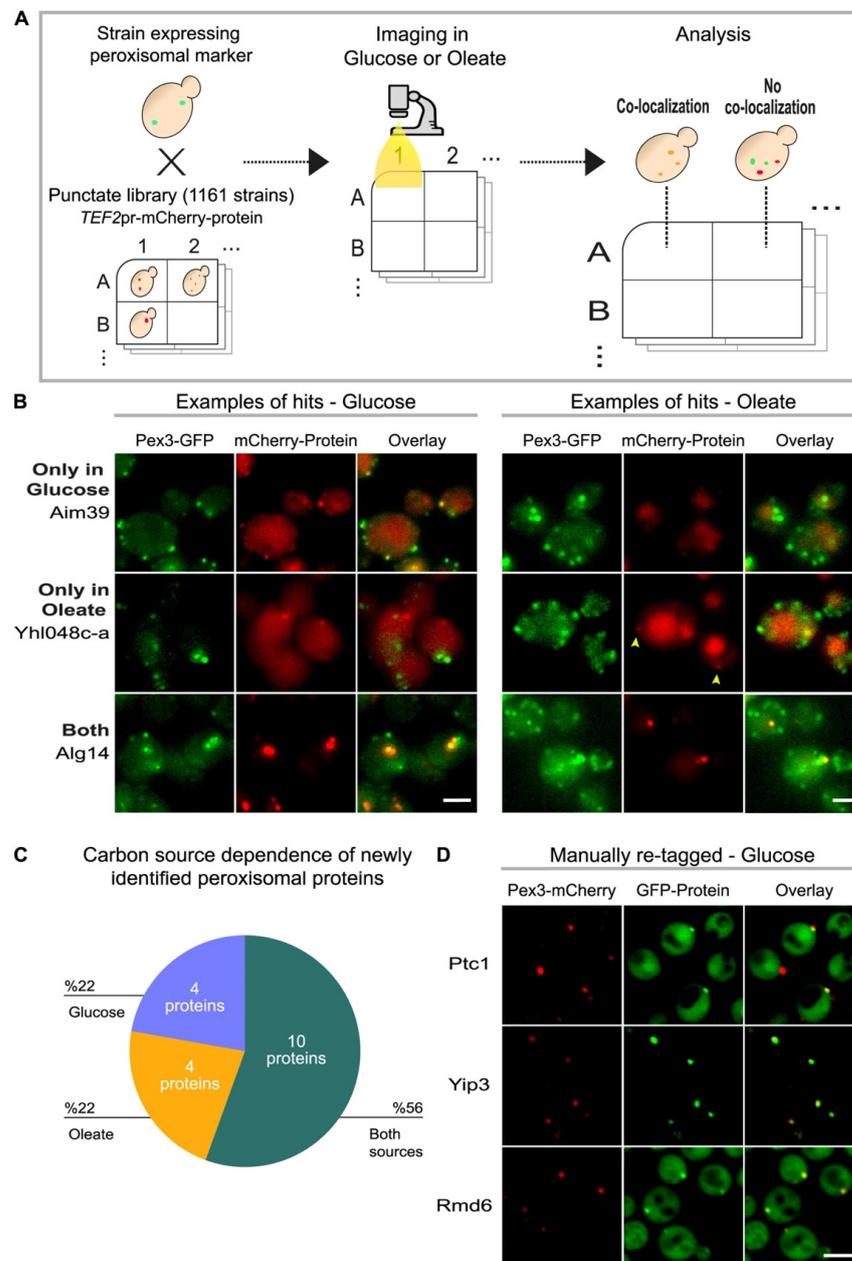 A
Strain expressing
peroxisomal marker
Punctate library (1161 strains)
TEF2pr-mCherry-protein
1 2 ...
A
B
⋮
Imaging in
Glucose or Oleate
1 2 ...
A
B
⋮
Analysis
Co-localization
No
co-localization
...
A
B
⋮
B
Examples of hits - Glucose
Pex3-GFP mCherry-Protein Overlay
Examples of hits - Oleate
Pex3-GFP mCherry-Protein Overlay
Only in
Glucose
Aim39
Only in
Oleate
Yhl048c-a
Both
Alg14
C
Carbon source dependence of newly
identified peroxisomal proteins
%22
Glucose
4
proteins
10
proteins
4
proteins
%22
Oleate
%56
Both
sources
D
Manually re-tagged - Glucose
Pex3-mCherry GFP-Protein Overlay
Ptc1
Yip3
Rmd6